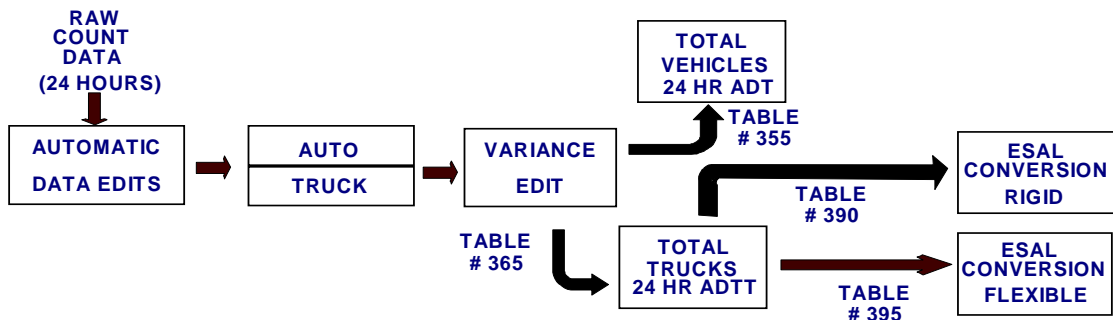 RAW
COUNT
DATA
(24 HOURS)
AUTOMATIC
DATA EDITS
AUTO
TRUCK
VARIANCE
EDIT
TOTAL
VEHICLES
24 HR ADT
TABLE
# 355
TABLE
# 365
TOTAL
TRUCKS
24 HR ADTT
TABLE
# 390
ESAL
CONVERSION
RIGID
TABLE
# 395
ESAL
CONVERSION
FLEXIBLE